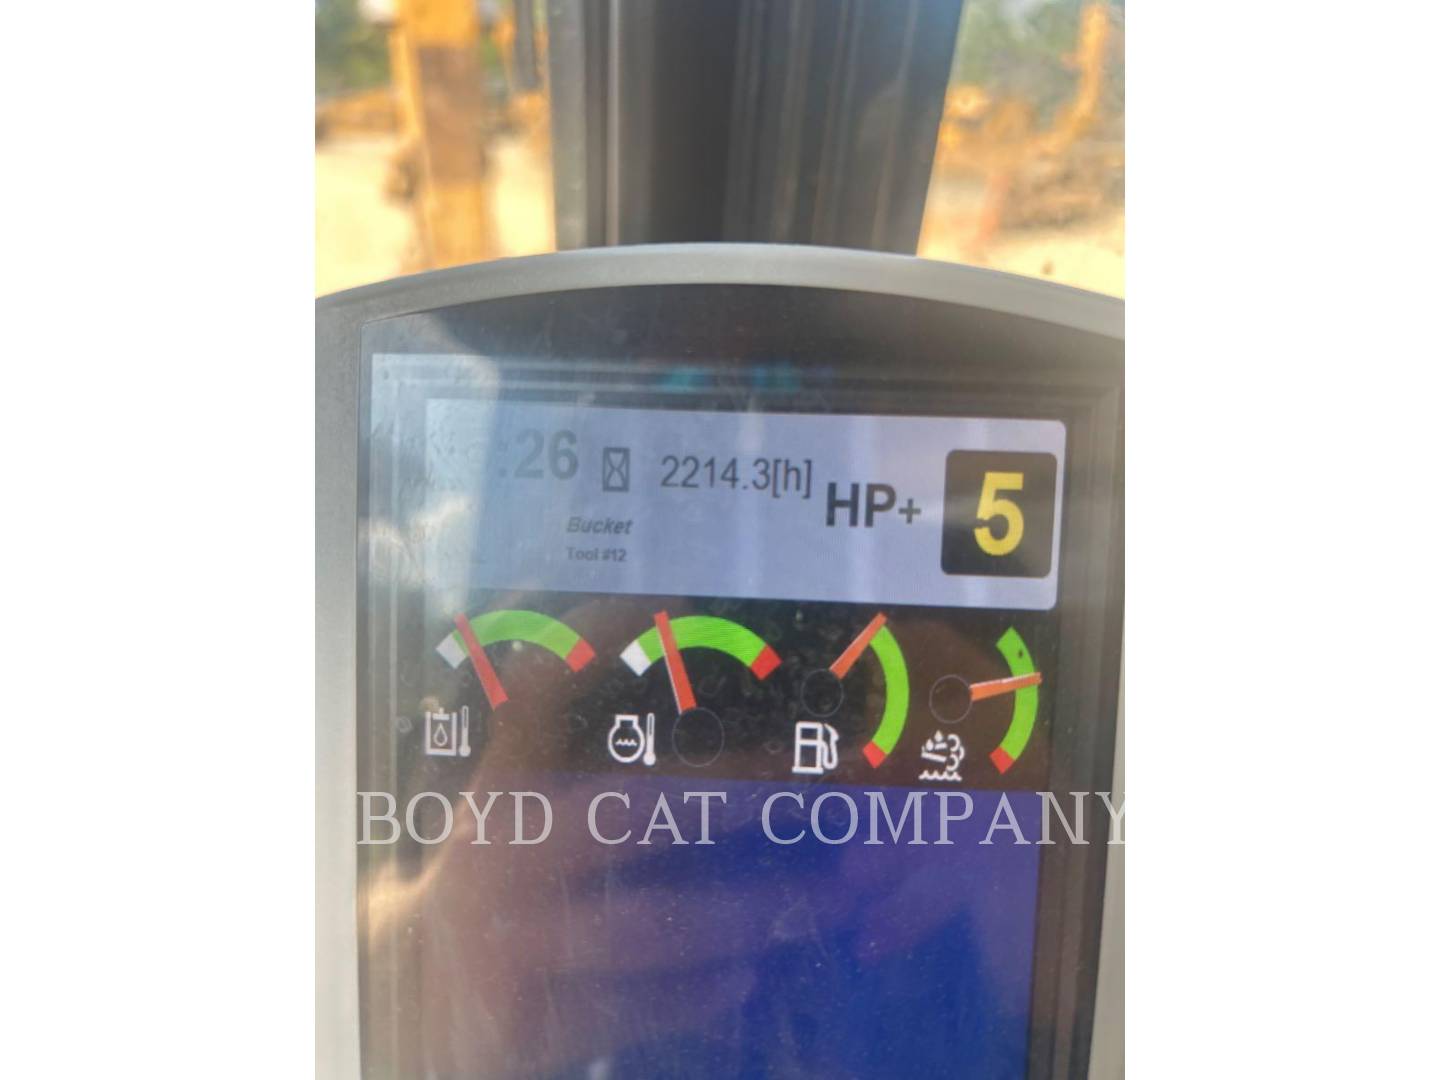 :26 2214.3[h] HP+ 5
Bucket
Tool #12
BOYD CAT COMPANY